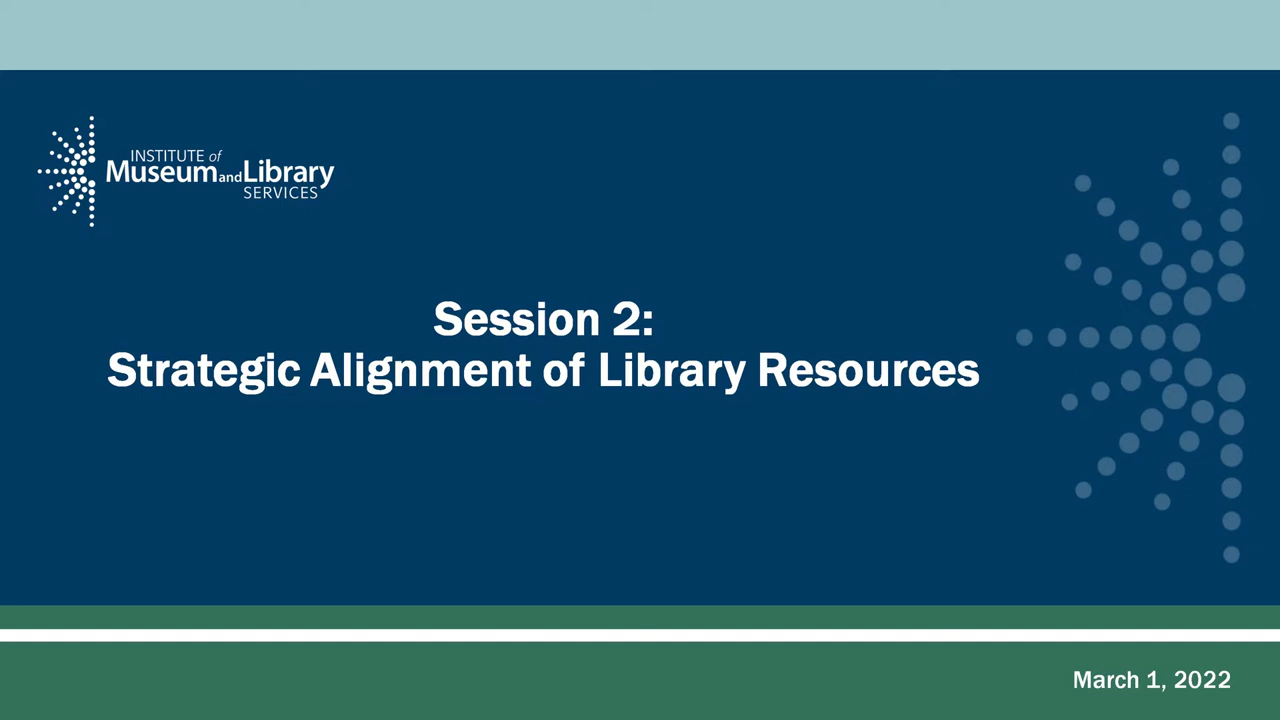 INSTITUTE of
Museum and Library
SERVICES
Session 2:
Strategic Alignment of Library Resources
March 1, 2022